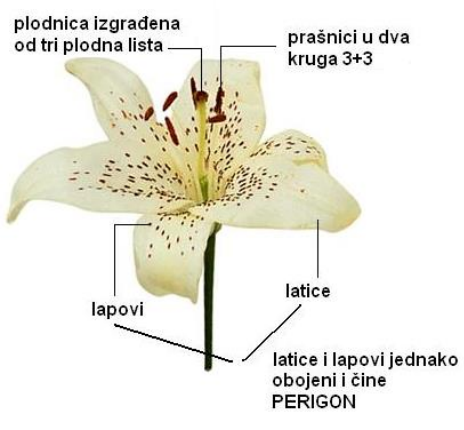 plodnica izgrađena
od tri plodna lista
prašnici u dva
kruga 3+3
lapovi
latice
latice i lapovi jednako
obojeni i čine
PERIGON